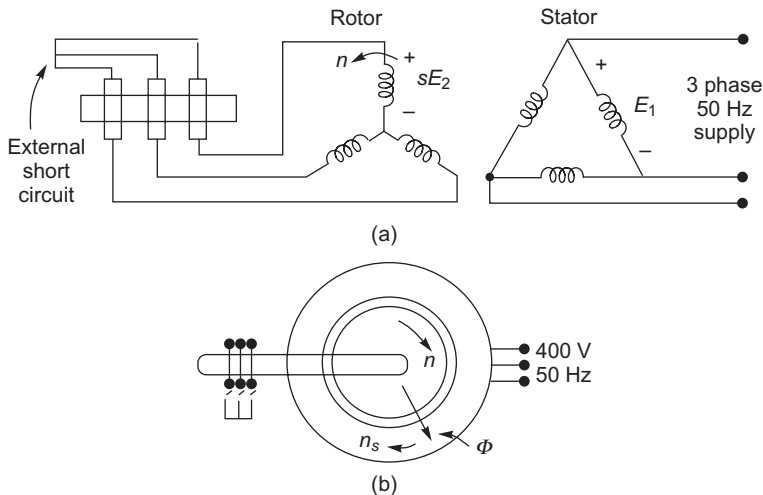 Rotor
Stator
n
+
sE₂
–
+
E₁
–
3 phase
50 Hz
supply
External
short
circuit
(a)
n
400 V
50 Hz
nₛ
Φ
(b)